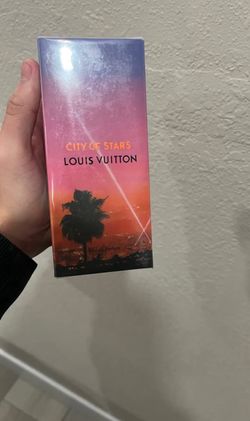 CITY OF STARS
LOUIS VUITTON